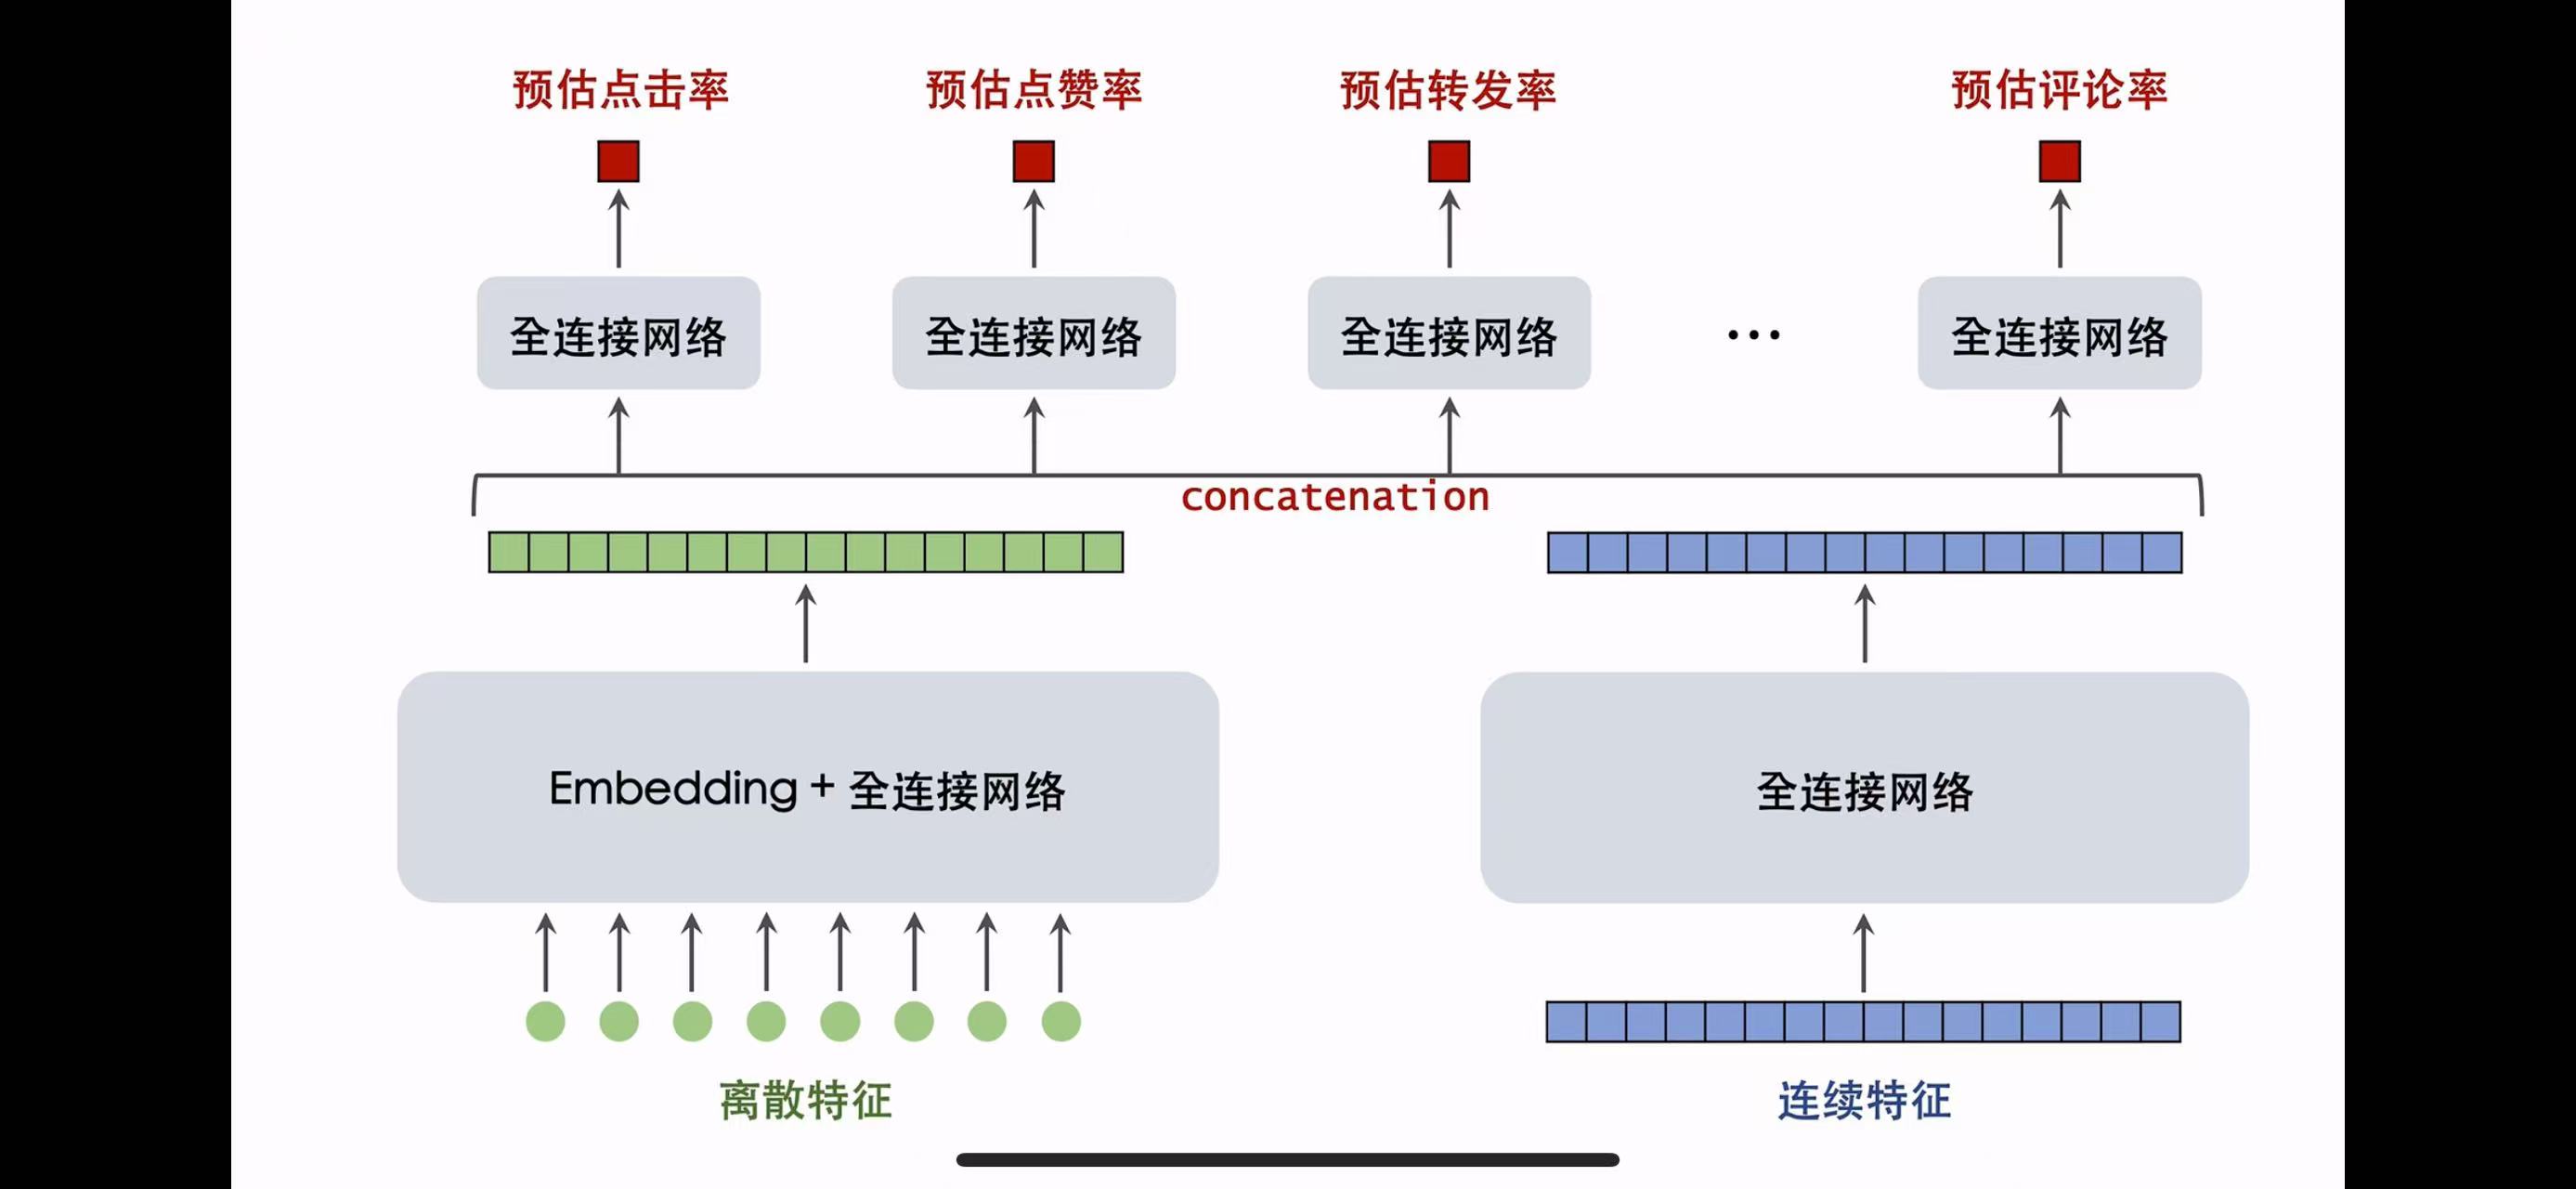 预估点击率 预估点赞率 预估转发率 预估评论率
全连接网络 全连接网络 全连接网络 ... 全连接网络
concatenation
Embedding + 全连接网络 全连接网络
离散特征 连续特征